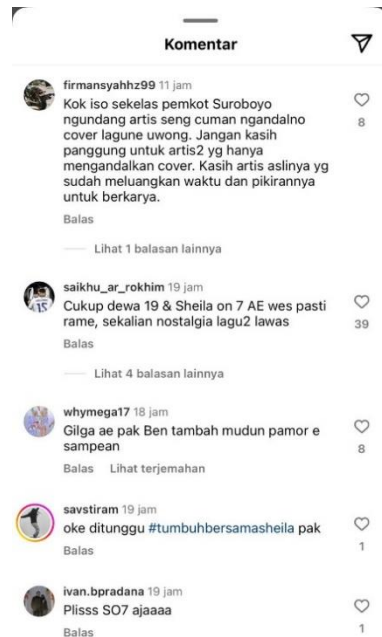 Komentar
firmansyahhz99 11 jam
Kok iso sekelas pemkot Suroboyo
ngundang artis seng cuman ngandalno
cover lagune uwong. Jangan kasih
panggung untuk artis2 yg hanya
mengandalkan cover. Kasih artis aslinya yg
sudah meluangkan waktu dan pikirannya
untuk berkarya.
8
Balas
Lihat 1 balasan lainnya
saikhu_ar_rokhim 19 jam
Cukup dewa 19 & Sheila on 7 AE wes pasti
rame, sekalian nostalgia lagu2 lawas
39
Balas
Lihat 4 balasan lainnya
whymega17 18 jam
Gilga ae pak Ben tambah mudun pamor e
sampean
8
Balas Lihat terjemahan
savstiram 19 jam
oke ditunggu #tumbuhbersamasheila pak
1
Balas
ivan.bpradana 19 jam
Plisss SO7 ajaaaa
1
Balas